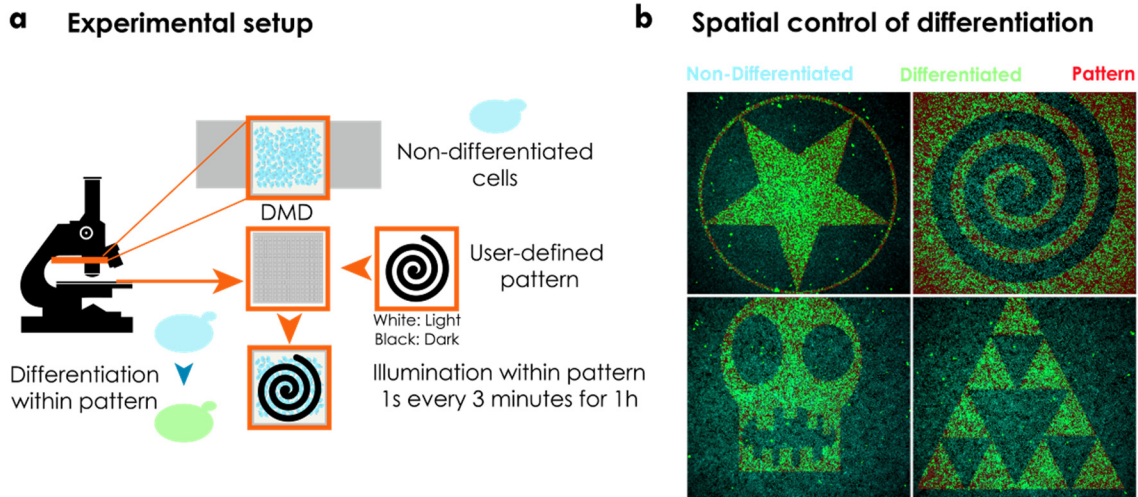 a Experimental setup
Non-differentiated
cells
DMD
User-defined
pattern
White: Light
Black: Dark
Differentiation
within pattern
Illumination within pattern
1s every 3 minutes for 1h
b Spatial control of differentiation
Non-Differentiated Differentiated Pattern